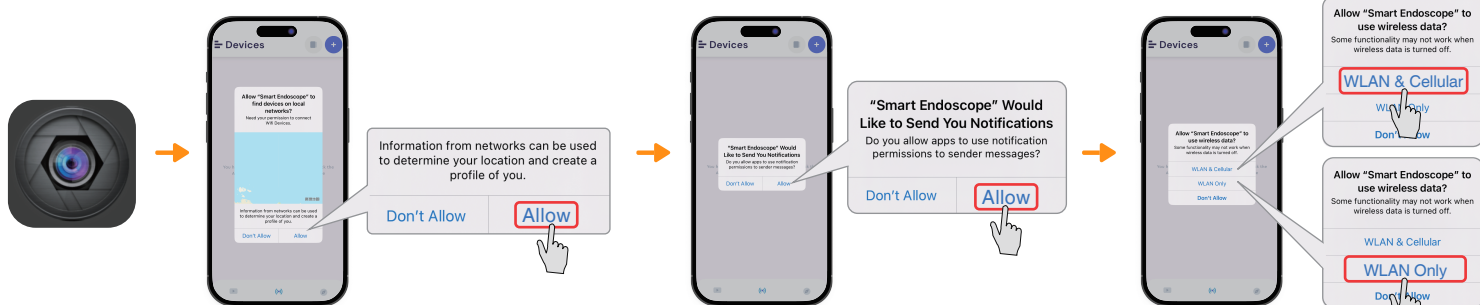 Devices
Allow "Smart Endoscope" to
find devices on local
networks?
Need your permission to connect
Wifi Devices.
Information from networks can be used
to determine your location and create a
profile of you.
Don't Allow
Allow
Information from networks can be used
to determine your location and create a
profile of you.
Don't Allow
Allow
Devices
"Smart Endoscope" Would
Like to Send You Notifications
Do you allow apps to use notification
permissions to sender messages?
Don't Allow
Allow
"Smart Endoscope" Would
Like to Send You Notifications
Do you allow apps to use notification
permissions to sender messages?
Don't Allow
Allow
Devices
Allow "Smart Endoscope" to
use wireless data?
Some functionality may not work when
wireless data is turned off.
WLAN & Cellular
WLAN Only
Don't Allow
Allow "Smart Endoscope" to
use wireless data?
Some functionality may not work when
wireless data is turned off.
WLAN & Cellular
WLAN Only
Don't Allow
Allow "Smart Endoscope" to
use wireless data?
Some functionality may not work when
wireless data is turned off.
WLAN & Cellular
WLAN Only
Don't Allow